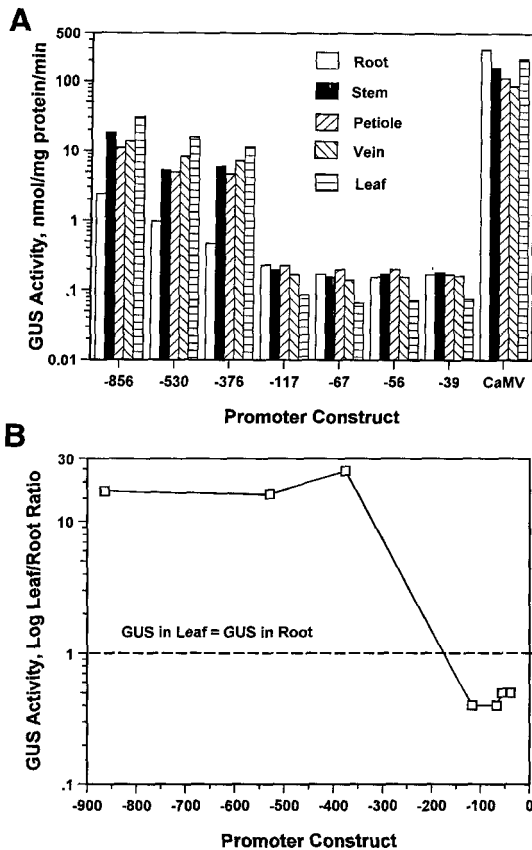 A
GUS Activity, nmol/mg protein/min
500
100
10
1
.1
0.01
Root
Stem
Petiole
Vein
Leaf
-856 -530 -376 -117 -67 -56 -39 CaMV
Promoter Construct
B
GUS Activity, Log Leaf/Root Ratio
30
10
1
.1
GUS in Leaf = GUS in Root
-900 -800 -700 -600 -500 -400 -300 -200 -100 0
Promoter Construct